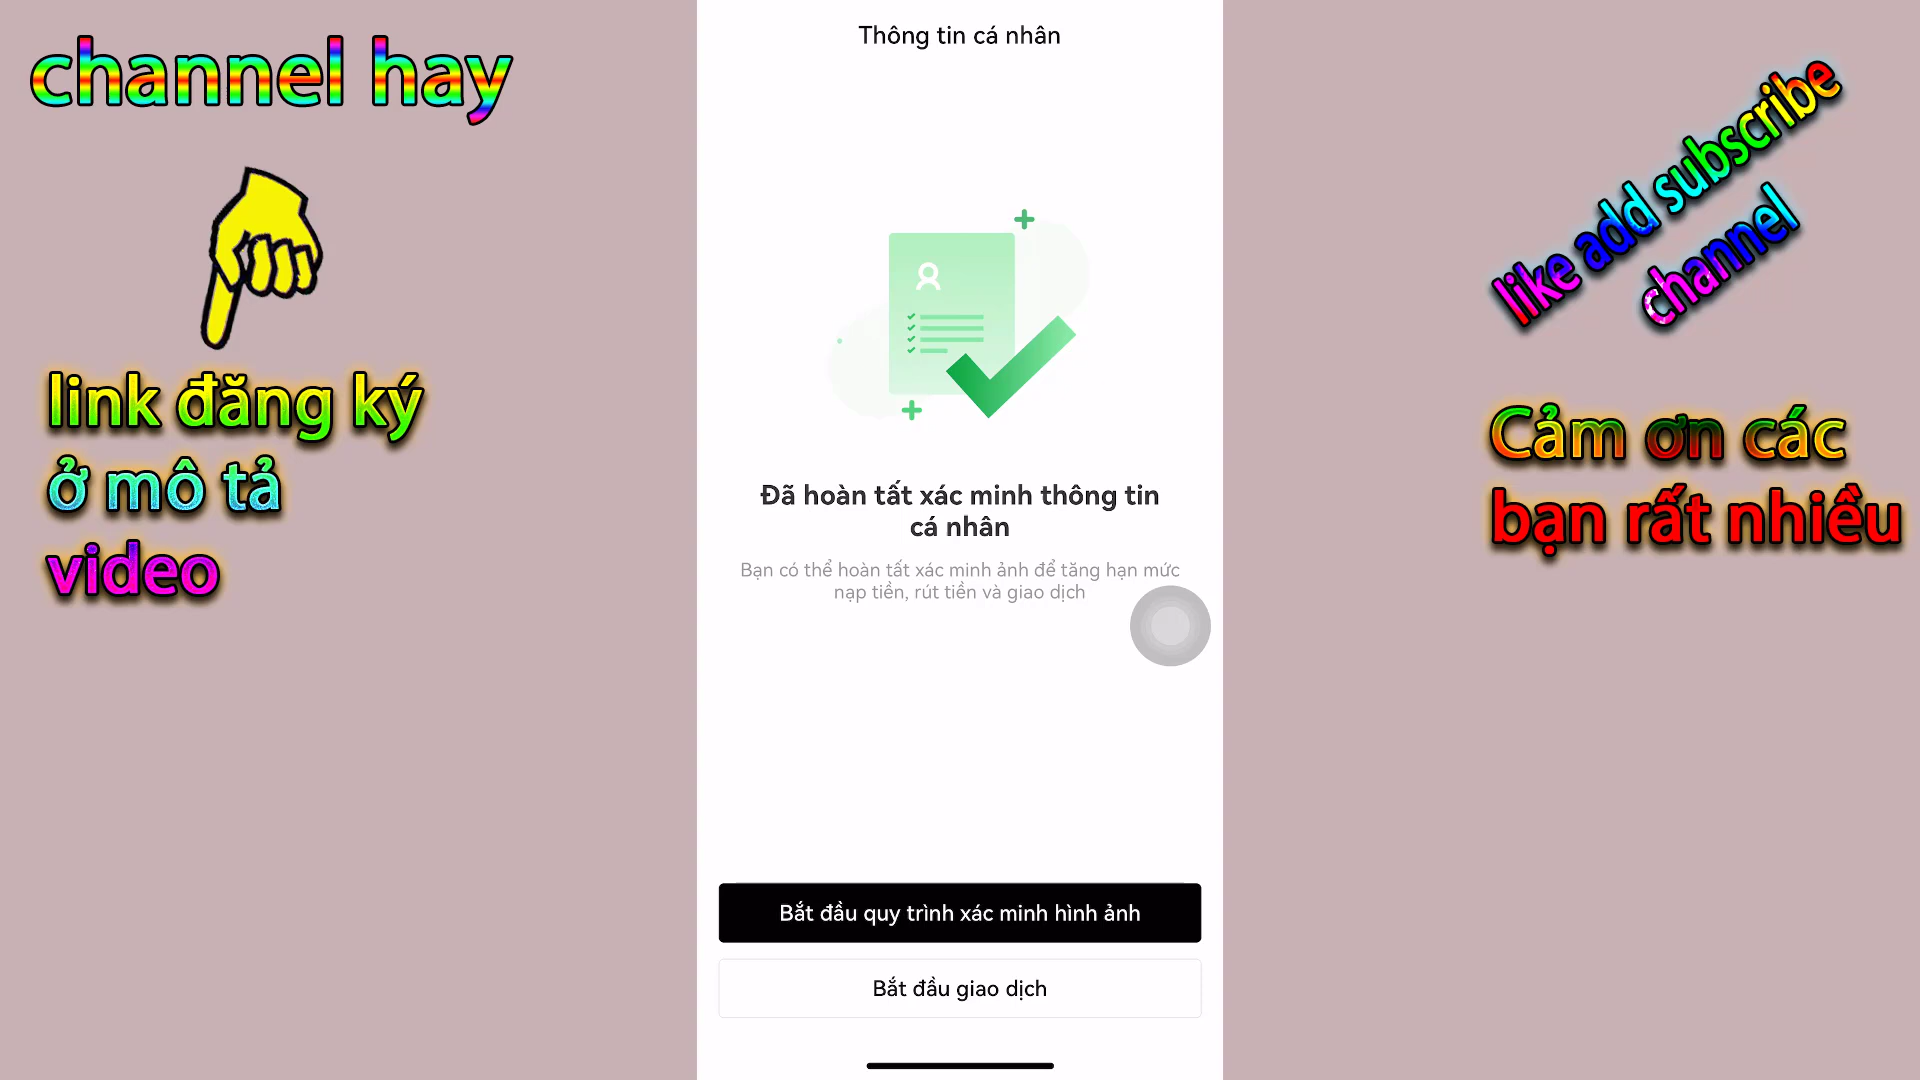 channel hay
link đăng ký
ở mô tả
video
Thông tin cá nhân
Đã hoàn tất xác minh thông tin
cá nhân
Bạn có thể hoàn tất xác minh ảnh để tăng hạn mức
nạp tiền, rút tiền và giao dịch
Bắt đầu quy trình xác minh hình ảnh
Bắt đầu giao dịch
like add subscribe
channel
Cảm ơn các
bạn rất nhiều